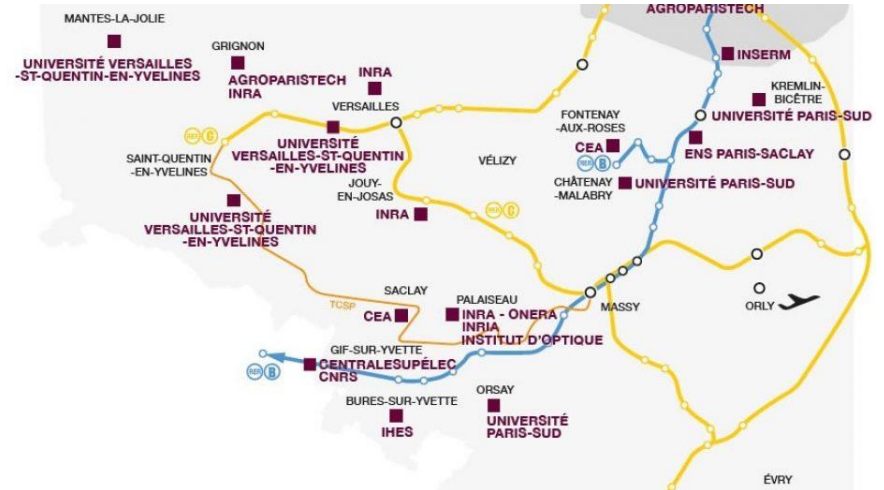 AGROPARISTECH
MANTES-LA-JOLIE
UNIVERSITÉ VERSAILLES
-ST-QUENTIN-EN-YVELINES
GRIGNON
AGROPARISTECH
INRA
INRA
VERSAILLES
INSERM
KREMLIN-
BICÊTRE
UNIVERSITÉ PARIS-SUD
FONTENAY
-AUX-ROSES
CEA
RER B
ENS PARIS-SACLAY
RER C
UNIVERSITÉ
VERSAILLES-ST-QUENTIN
-EN-YVELINES
SAINT-QUENTIN
-EN-YVELINES
VÉLIZY
CHÂTENAY
-MALABRY
UNIVERSITÉ PARIS-SUD
JOUY-
EN-JOSAS
INRA
RER C
UNIVERSITÉ
VERSAILLES-ST-QUENTIN
-EN-YVELINES
TCSP
SACLAY
CEA
PALAISEAU
INRA - ONERA
INRIA
INSTITUT D'OPTIQUE
MASSY
ORLY
GIF-SUR-YVETTE
CENTRALESUPÉLEC
CNRS
RER B
BURES-SUR-YVETTE
IHES
ORSAY
UNIVERSITÉ
PARIS-SUD
ÉVRY